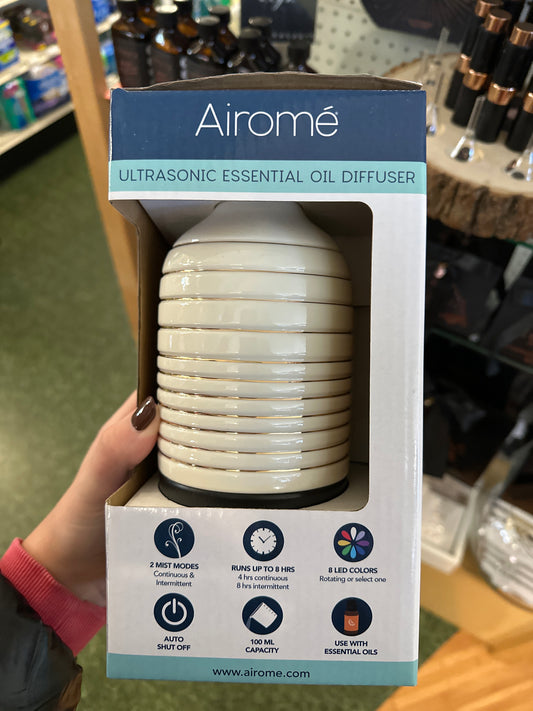 Airomé
ULTRASONIC ESSENTIAL OIL DIFFUSER
2 MIST MODES
Continuous &
Intermittent
RUNS UP TO 8 HRS
4 hrs continuous
8 hrs intermittent
8 LED COLORS
Rotating or select one
AUTO
SHUT OFF
100 ML
CAPACITY
USE WITH
ESSENTIAL OILS
www.airome.com